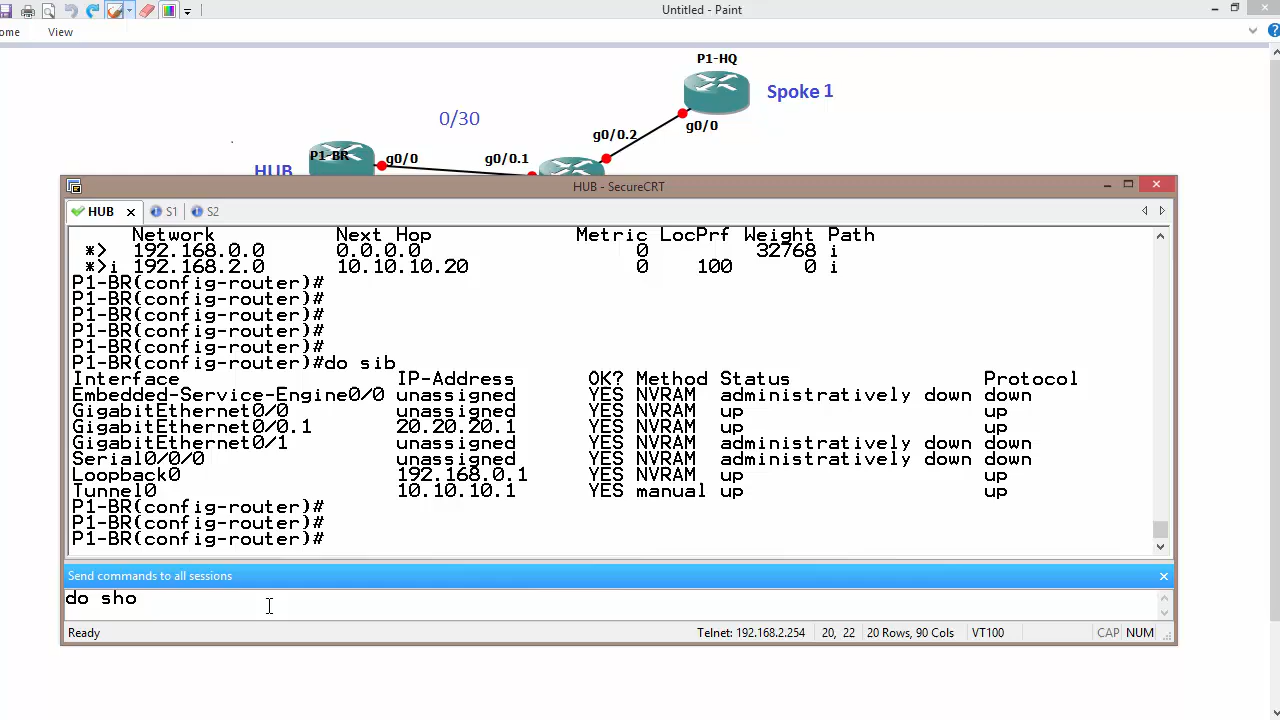 Untitled - Paint
ome View
P1-HQ
Spoke 1
0/30
g0/0
g0/0.2
P1-BR
g0/0
g0/0.1
HUB
HUB - SecureCRT
HUB S1 S2
Network Next Hop Metric LocPrf Weight Path
*> 192.168.0.0 0.0.0.0 0 32768 i
*>i 192.168.2.0 10.10.10.20 0 100 0 i
P1-BR(config-router)#
P1-BR(config-router)#
P1-BR(config-router)#
P1-BR(config-router)#
P1-BR(config-router)#
P1-BR(config-router)#do sib
Interface IP-Address OK? Method Status Protocol
Embedded-Service-Engine0/0 unassigned YES NVRAM administratively down down
GigabitEthernet0/0 unassigned YES NVRAM up up
GigabitEthernet0/0.1 20.20.20.1 YES NVRAM up up
GigabitEthernet0/1 unassigned YES NVRAM administratively down down
Serial0/0/0 unassigned YES NVRAM administratively down down
Loopback0 192.168.0.1 YES NVRAM up up
Tunnel0 10.10.10.1 YES manual up up
P1-BR(config-router)#
P1-BR(config-router)#
P1-BR(config-router)#
Send commands to all sessions
do sho
Ready Telnet: 192.168.2.254 20, 22 20 Rows, 90 Cols VT100 CAP NUM